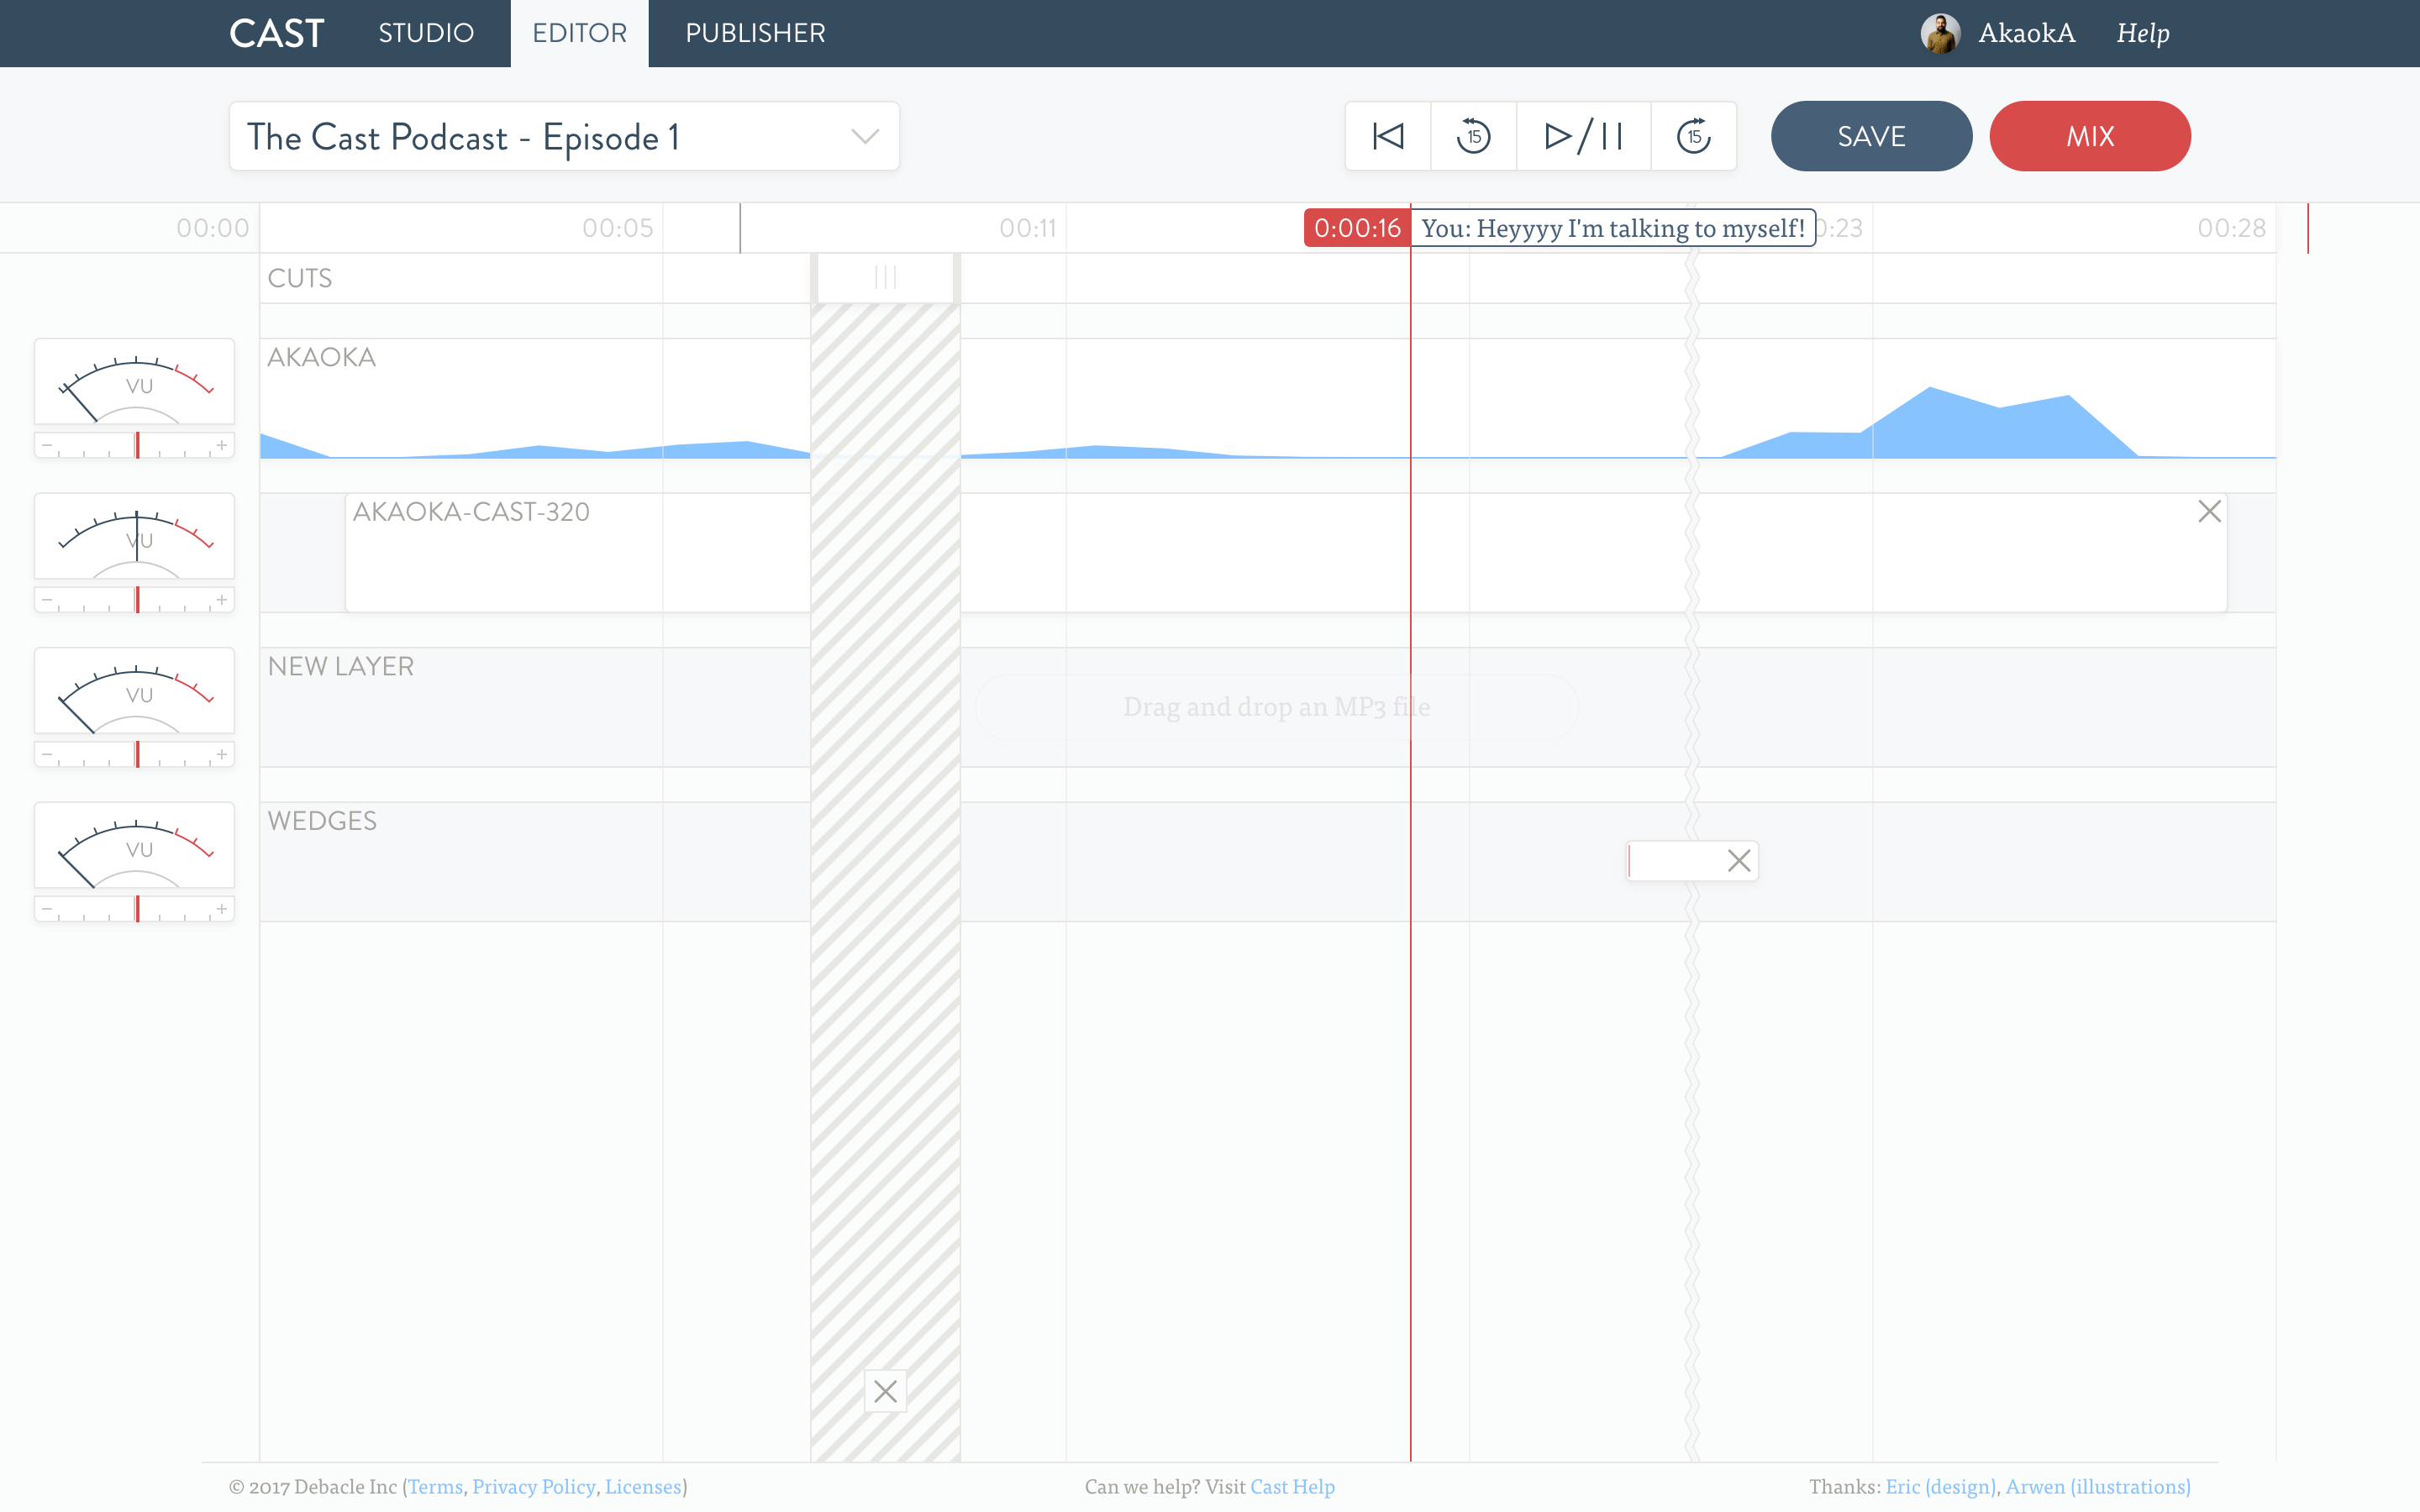 CAST STUDIO EDITOR PUBLISHER AkaokA Help
The Cast Podcast - Episode 1 15 15 SAVE MIX
00:00 00:05 00:11 0:00:16 You: Heyyyy I'm talking to myself! 0:23 00:28
CUTS
AKAOKA
VU
AKAOKA-CAST-320
VU
NEW LAYER
VU
Drag and drop an MP3 file
WEDGES
VU
© 2017 Debacle Inc (Terms, Privacy Policy, Licenses) Can we help? Visit Cast Help Thanks: Eric (design), Arwen (illustrations)